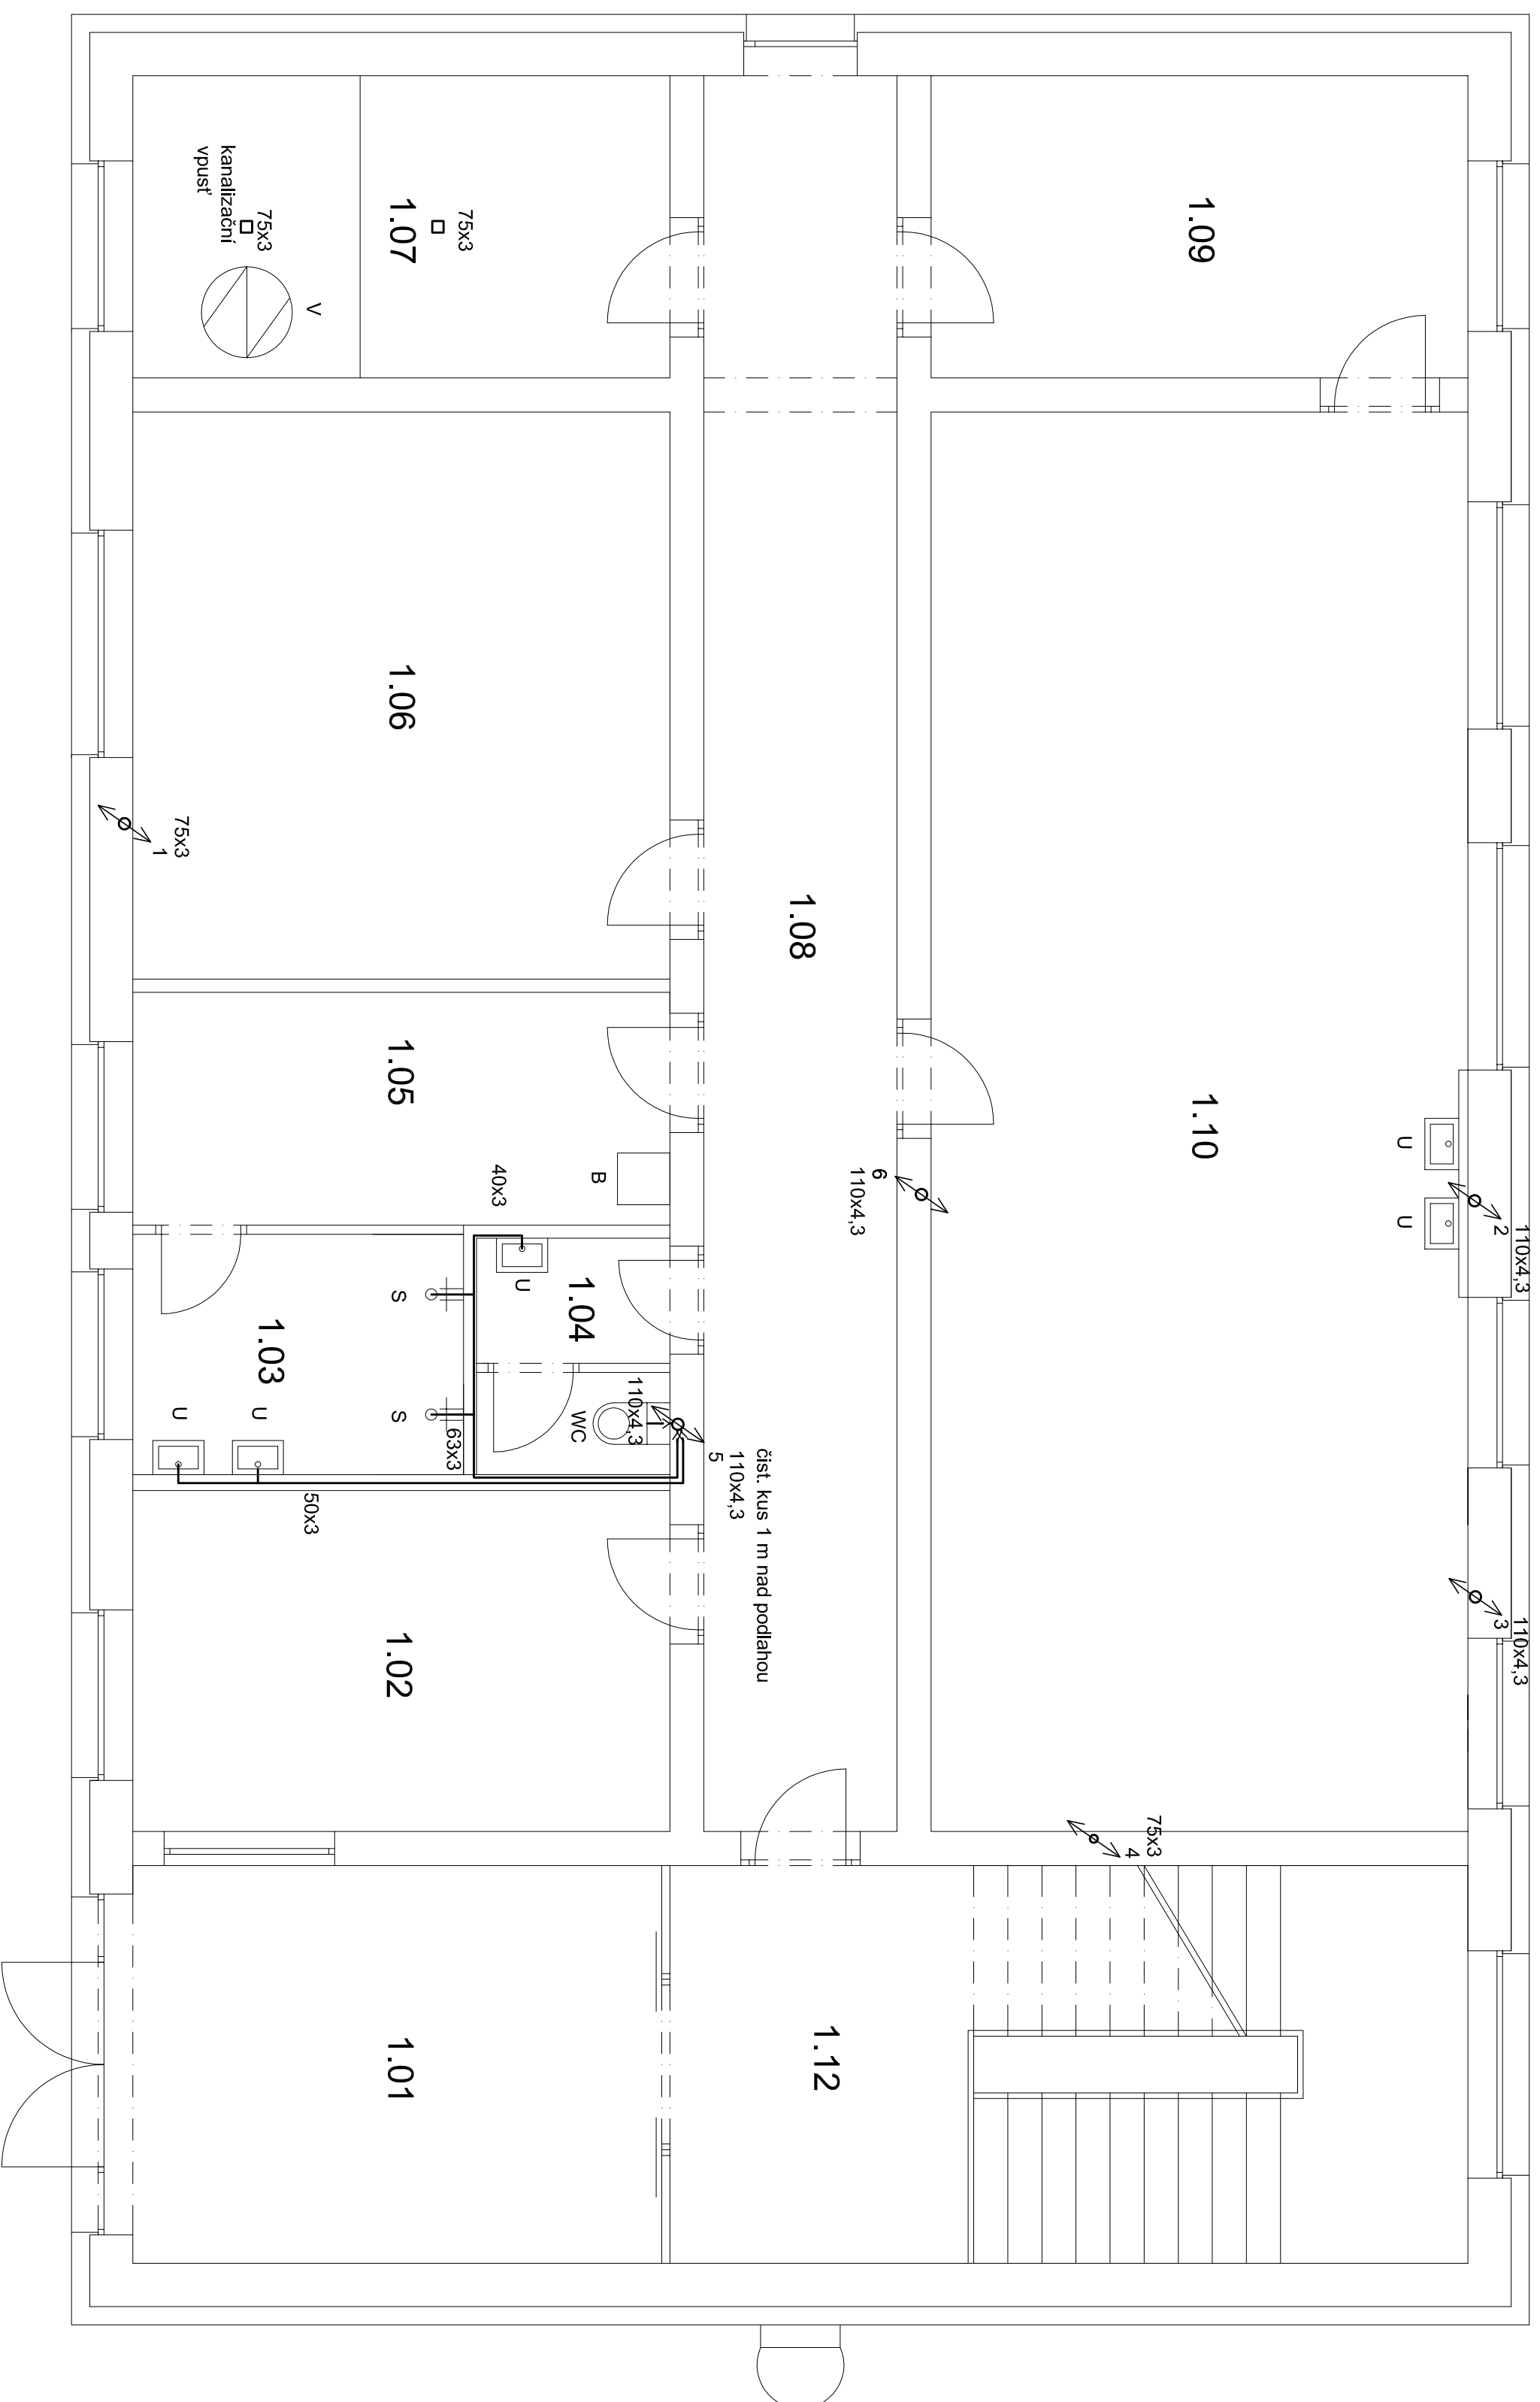 110x4,3
2
110x4,3
3
U
U
1.09
1.10
75x3
4
6
110x4,3
1.12
1.08
čist. kus 1 m nad podlahou
110x4,3
5
110x4,3
B
1.04
WC
U
40x3
75x3
63x3
1.07
1.06
1.05
S
S
1.02
1.01
V
50x3
1.03
75x3
U
kanalizační
vpusť
75x3
U
1